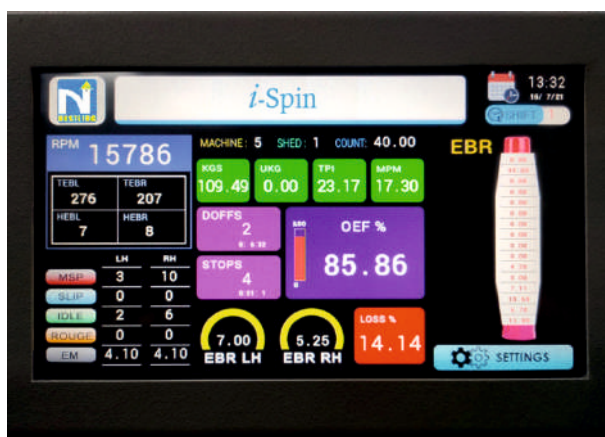 i-Spin
13:32
SHIFT 1
RPM 15786
MACHINE: 5 SHED: 1 COUNT: 40.00
EBR
KGS UKG TPI MPM
109.49 0.00 23.17 17.30
TEBL TEBR
276 207
HEBL HEBR
7 8
DOFFS
2
OEF %
85.86
STOPS
4
LH RH
MSP 3 10
SLIP 0 0
IDLE 2 6
ROUGE 0 0
EM 4.10 4.10
7.00
EBR LH
5.25
EBR RH
LOSS %
14.14
SETTINGS